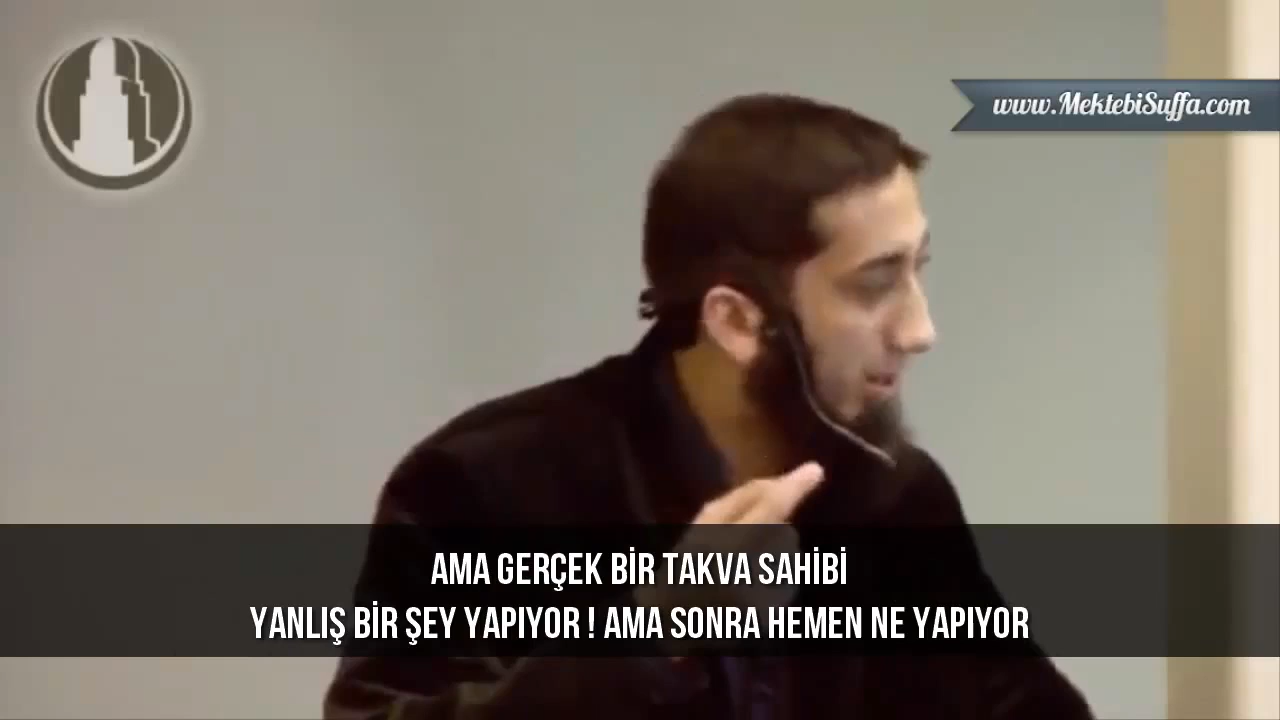 www.MektebiSuffa.com
AMA GERÇEK BİR TAKVA SAHİBİ
YANLIŞ BİR ŞEY YAPIYOR ! AMA SONRA HEMEN NE YAPIYOR